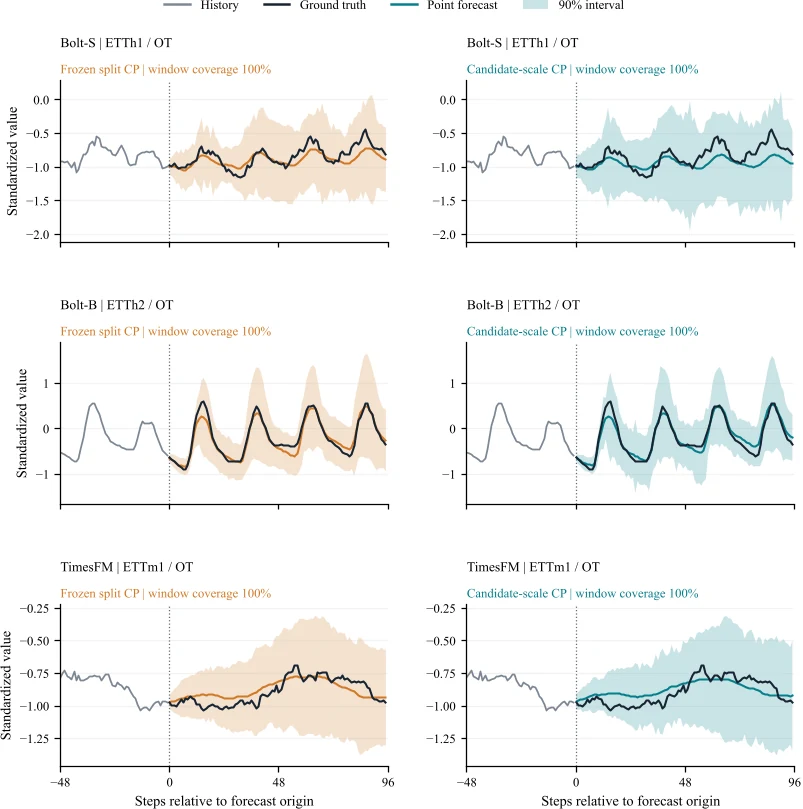 History Ground truth Point forecast 90% interval
Bolt-S | ETTh1 / OT
Frozen split CP | window coverage 100%
Standardized value
0.0
−0.5
−1.0
−1.5
−2.0
Bolt-S | ETTh1 / OT
Candidate-scale CP | window coverage 100%
0.0
−0.5
−1.0
−1.5
−2.0
Bolt-B | ETTh2 / OT
Frozen split CP | window coverage 100%
Standardized value
1
0
−1
Bolt-B | ETTh2 / OT
Candidate-scale CP | window coverage 100%
1
0
−1
TimesFM | ETTm1 / OT
Frozen split CP | window coverage 100%
Standardized value
−0.25
−0.50
−0.75
−1.00
−1.25
−48 0 48 96
Steps relative to forecast origin
TimesFM | ETTm1 / OT
Candidate-scale CP | window coverage 100%
−0.25
−0.50
−0.75
−1.00
−1.25
−48 0 48 96
Steps relative to forecast origin